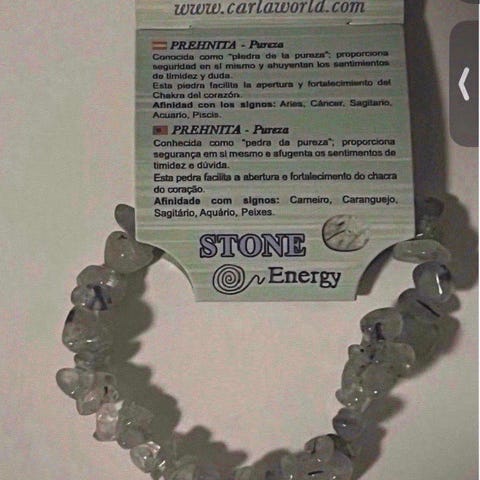 www.carlaworld.com
PREHNITA - Pureza
Conocida como "piedra de la pureza"; proporciona
seguridad en sí mismo y ahuyentan los sentimientos
de timidez y duda.
Esta piedra facilita la apertura y fortalecimiento del
Chakra del corazón.
Afinidad con los signos: Aries, Cáncer, Sagitario,
Acuario, Piscis.
PREHNITA - Pureza
Conhecida como "pedra da pureza"; proporciona
segurança em si mesmo e afugenta os sentimentos de
timidez e dúvida.
Esta pedra facilita a abertura e fortalecimento do chacra
do coração.
Afinidade com signos: Carneiro, Caranguejo,
Sagitário, Aquário, Peixes.
STONE
Energy